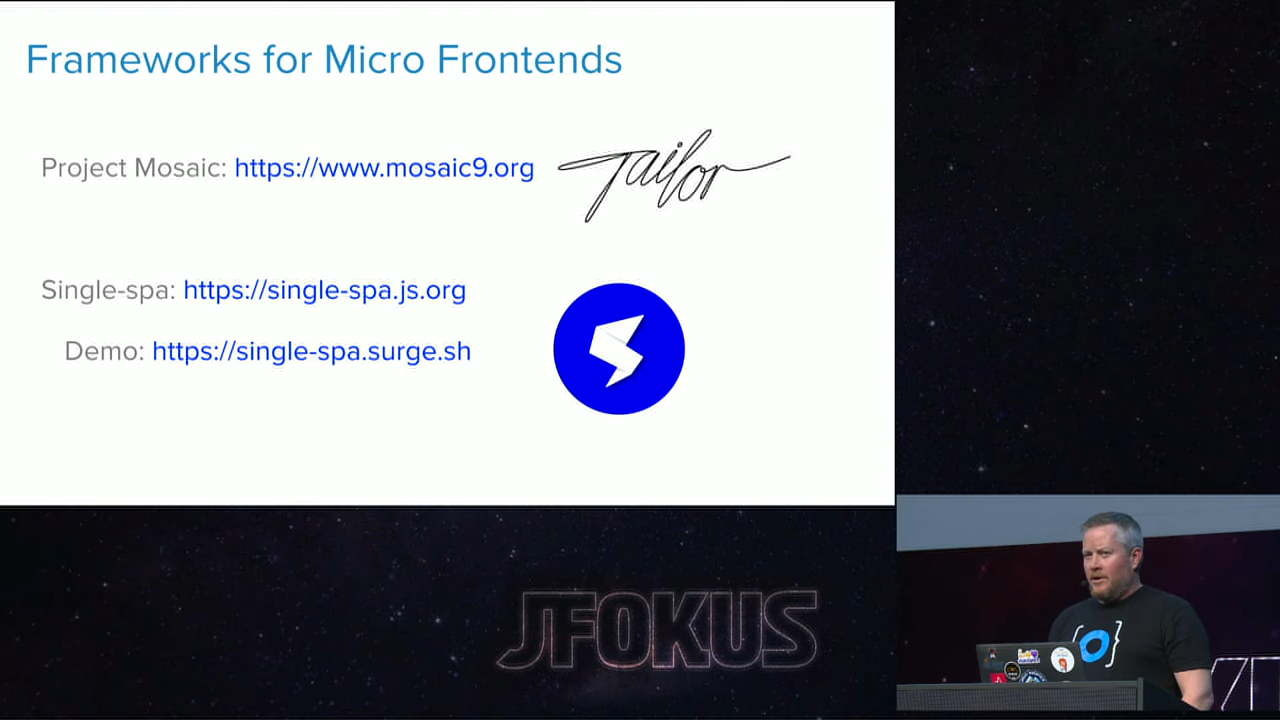 Frameworks for Micro Frontends
Project Mosaic: https://www.mosaic9.org
Tailor
Single-spa: https://single-spa.js.org
Demo: https://single-spa.surge.sh
JFOKUS
{O}